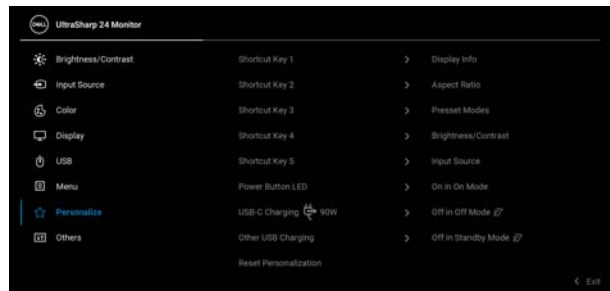 DELL UltraSharp 24 Monitor
Brightness/Contrast Shortcut Key 1 > Display Info
Input Source Shortcut Key 2 > Aspect Ratio
Color Shortcut Key 3 > Presset Modes
Display Shortcut Key 4 > Brightness/Contrast
USB Shortcut Key 5 > Input Source
Menu Power Button LED > On in On Mode
Personalize USB-C Charging 90W > Off in Off Mode
Others Other USB Charging > Off in Standby Mode
Reset Personalization
< Exit